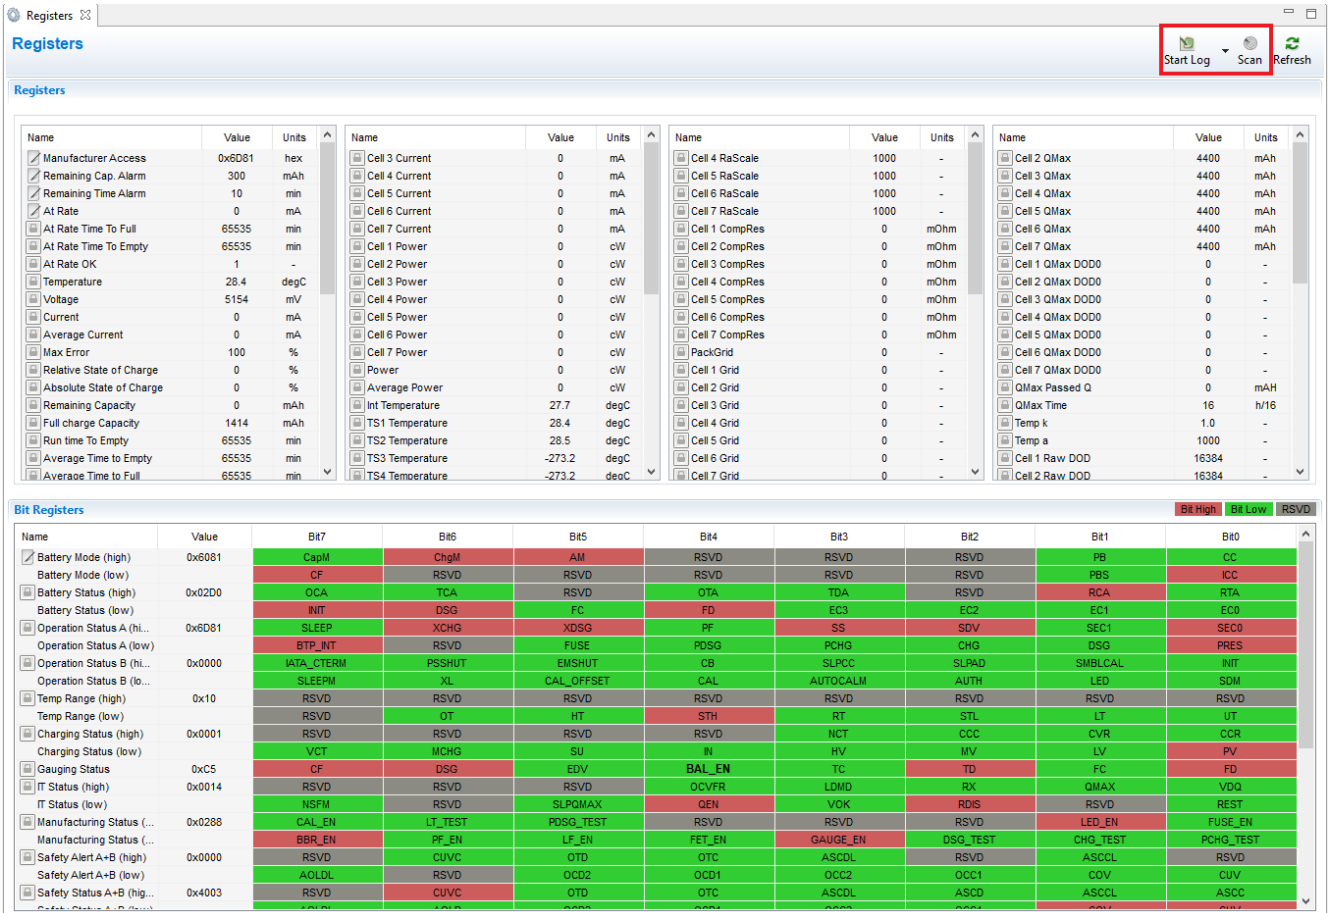 Registers
Registers
Start Log Scan Refresh
Registers
Name Value Units Name Value Units Name Value Units Name Value Units
Manufacturer Access 0x6D81 hex Cell 3 Current 0 mA Cell 4 RaScale 1000 - Cell 2 QMax 4400 mAh
Remaining Cap. Alarm 300 mAh Cell 4 Current 0 mA Cell 5 RaScale 1000 - Cell 3 QMax 4400 mAh
Remaining Time Alarm 10 min Cell 5 Current 0 mA Cell 6 RaScale 1000 - Cell 4 QMax 4400 mAh
At Rate 0 mA Cell 6 Current 0 mA Cell 7 RaScale 1000 - Cell 5 QMax 4400 mAh
At Rate Time To Full 65535 min Cell 7 Current 0 mA Cell 1 CompRes 0 mOhm Cell 6 QMax 4400 mAh
At Rate Time To Empty 65535 min Cell 1 Power 0 cW Cell 2 CompRes 0 mOhm Cell 7 QMax 4400 mAh
At Rate OK 1 - Cell 2 Power 0 cW Cell 3 CompRes 0 mOhm Cell 1 QMax DOD0 0 -
Temperature 28.4 degC Cell 3 Power 0 cW Cell 4 CompRes 0 mOhm Cell 2 QMax DOD0 0 -
Voltage 5154 mV Cell 4 Power 0 cW Cell 5 CompRes 0 mOhm Cell 3 QMax DOD0 0 -
Current 0 mA Cell 5 Power 0 cW Cell 6 CompRes 0 mOhm Cell 4 QMax DOD0 0 -
Average Current 0 mA Cell 6 Power 0 cW Cell 7 CompRes 0 mOhm Cell 5 QMax DOD0 0 -
Max Error 100 % Cell 7 Power 0 cW PackGrid 0 - Cell 6 QMax DOD0 0 -
Relative State of Charge 0 % Power 0 cW Cell 1 Grid 0 - Cell 7 QMax DOD0 0 -
Absolute State of Charge 0 % Average Power 0 cW Cell 2 Grid 0 - QMax Passed Q 0 mAH
Remaining Capacity 0 mAh Int Temperature 27.7 degC Cell 3 Grid 0 - QMax Time 16 h/16
Full charge Capacity 1414 mAh TS1 Temperature 28.4 degC Cell 4 Grid 0 - Temp k 1.0 -
Run time To Empty 65535 min TS2 Temperature 28.5 degC Cell 5 Grid 0 - Temp a 1000 -
Average Time to Empty 65535 min TS3 Temperature -273.2 degC Cell 6 Grid 0 - Cell 1 Raw DOD 16384 -
Average Time to Full 65535 min TS4 Temperature -273.2 degC Cell 7 Grid 0 - Cell 2 Raw DOD 16384 -
Bit Registers Bit High Bit Low RSVD
Name Value Bit7 Bit6 Bit5 Bit4 Bit3 Bit2 Bit1 Bit0
Battery Mode (high) 0x6081 CapM ChgM AM RSVD RSVD RSVD PB CC
Battery Mode (low) CF RSVD RSVD RSVD RSVD RSVD PBS ICC
Battery Status (high) 0x02D0 OCA TCA RSVD OTA TDA RSVD RCA RTA
Battery Status (low) INIT DSG FC FD EC3 EC2 EC1 EC0
Operation Status A (hi... 0x6D81 SLEEP XCHG XDSG PF SS SDV SEC1 SEC0
Operation Status A (low) BTP_INT RSVD FUSE PDSG PCHG CHG DSG PRES
Operation Status B (hi... 0x0000 IATA_CTERM PSSHUT EMSHUT CB SLPCC SLPAD SMBLCAL INIT
Operation Status B (lo... SLEEPM XL CAL_OFFSET CAL AUTOCALM AUTH LED SDM
Temp Range (high) 0x10 RSVD RSVD RSVD RSVD RSVD RSVD RSVD RSVD
Temp Range (low) RSVD OT HT STH RT STL LT UT
Charging Status (high) 0x0001 RSVD RSVD RSVD RSVD NCT CCC CVR CCR
Charging Status (low) VCT MCHG SU IN HV MV LV PV
Gauging Status 0xC5 CF DSG EDV BAL_EN TC TD FC FD
IT Status (high) 0x0014 RSVD RSVD RSVD OCVFR LDMD RX QMAX VDQ
IT Status (low) NSFM RSVD SLPQMAX QEN VOK RDIS RSVD REST
Manufacturing Status (... 0x0288 CAL_EN LT_TEST PDSG_TEST RSVD RSVD RSVD LED_EN FUSE_EN
Manufacturing Status (... BBR_EN PF_EN LF_EN FET_EN GAUGE_EN DSG_TEST CHG_TEST PCHG_TEST
Safety Alert A+B (high) 0x0000 RSVD CUVC OTD OTC ASCDL RSVD ASCCL RSVD
Safety Alert A+B (low) AOLDL RSVD OCD2 OCD1 OCC2 OCC1 COV CUV
Safety Status A+B (hig... 0x4003 RSVD CUVC OTD OTC ASCDL ASCD ASCCL ASCC